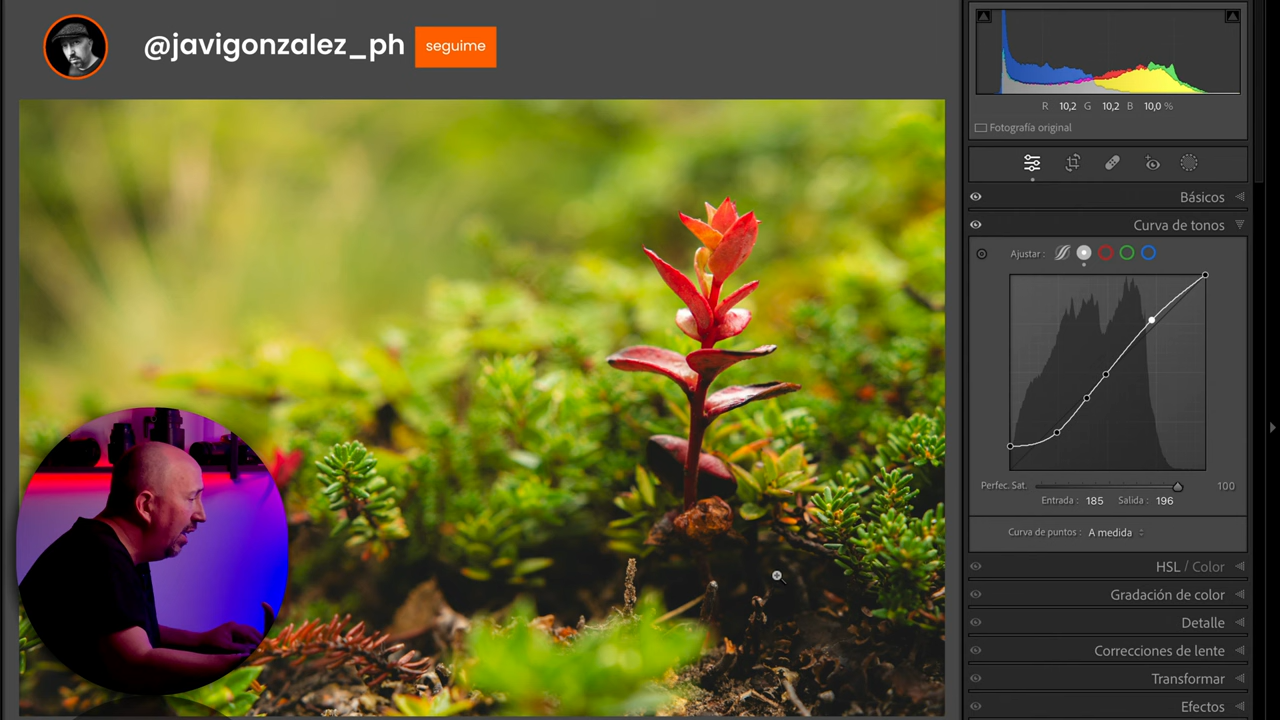 @javigonzalez_ph seguime
R 10,2 G 10,2 B 10,0 %
Fotografía original
Básicos
Curva de tonos
Ajustar :
Perfec. Sat. 100
Entrada : 185 Salida : 196
Curva de puntos : A medida
HSL / Color
Gradación de color
Detalle
Correcciones de lente
Transformar
Efectos